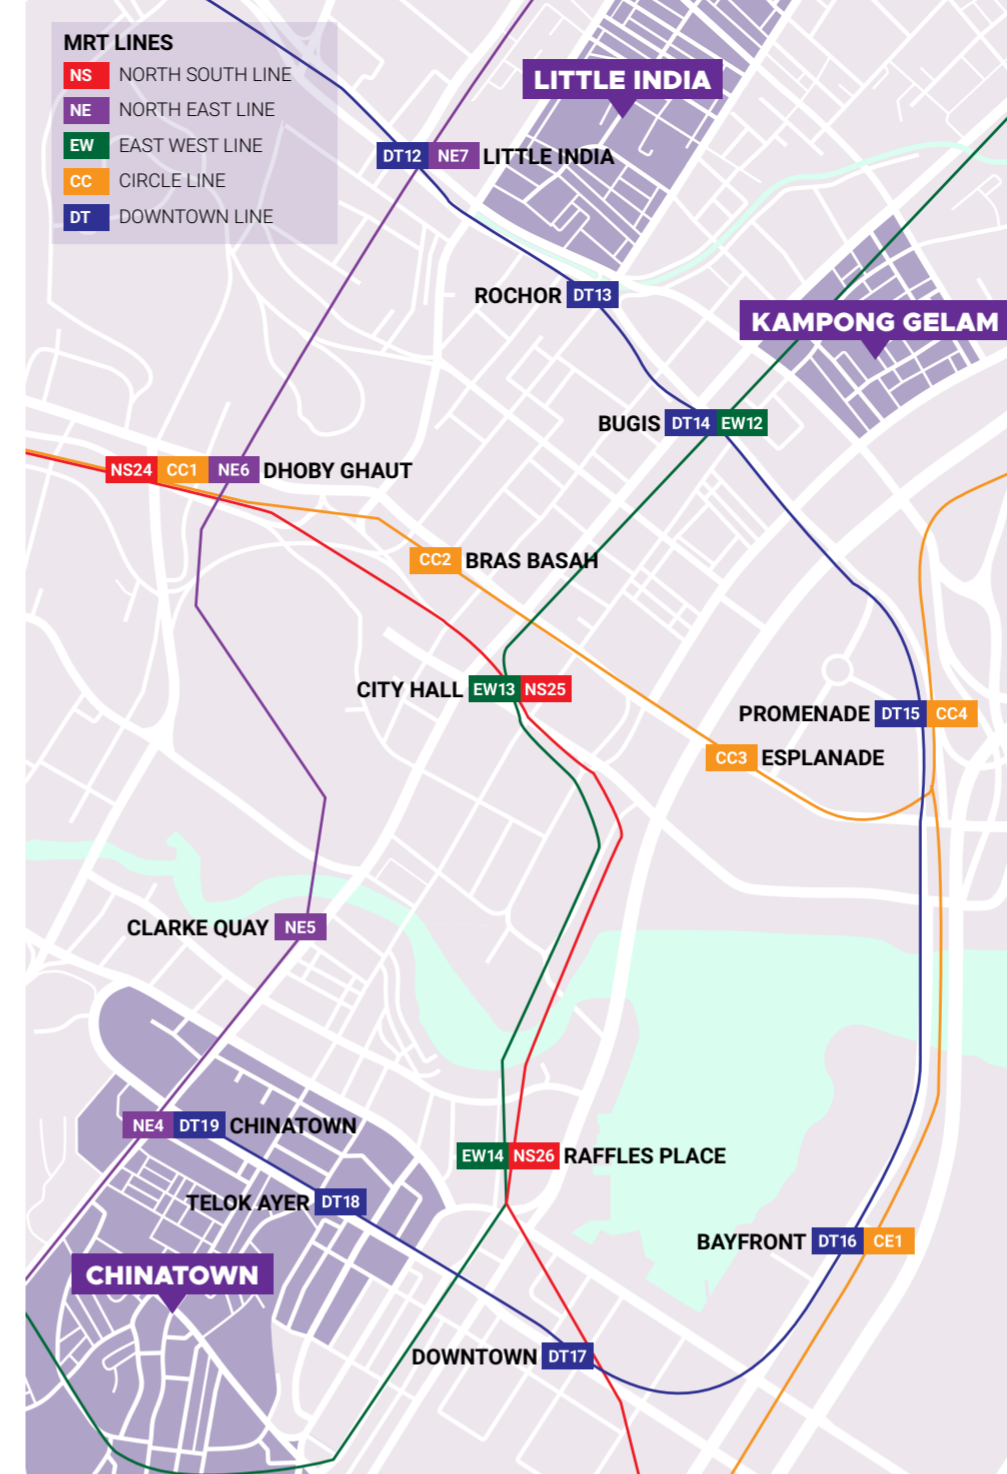 MRT LINES
NS NORTH SOUTH LINE
NE NORTH EAST LINE
EW EAST WEST LINE
CC CIRCLE LINE
DT DOWNTOWN LINE
LITTLE INDIA
DT12 NE7 LITTLE INDIA
ROCHOR DT13
KAMPONG GELAM
BUGIS DT14 EW12
NS24 CC1 NE6 DHOBY GHAUT
CC2 BRAS BASAH
CITY HALL EW13 NS25
PROMENADE DT15 CC4
CC3 ESPLANADE
CLARKE QUAY NE5
NE4 DT19 CHINATOWN
EW14 NS26 RAFFLES PLACE
TELOK AYER DT18
BAYFRONT DT16 CE1
CHINATOWN
DOWNTOWN DT17